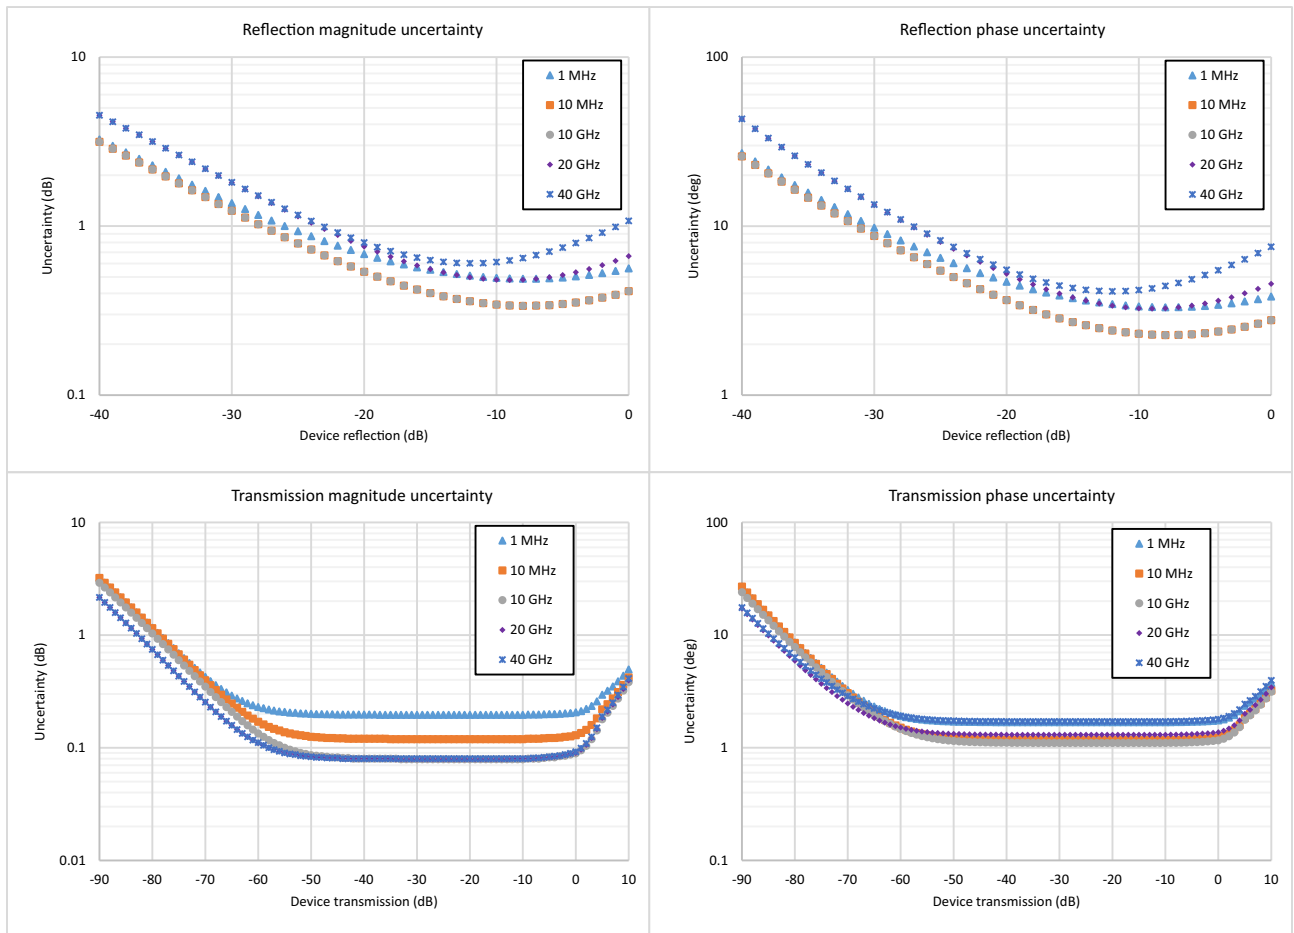 Reflection magnitude uncertainty
10
1
0.1
Uncertainty (dB)
-40 -30 -20 -10 0
Device reflection (dB)
1 MHz
10 MHz
10 GHz
20 GHz
40 GHz
Reflection phase uncertainty
100
10
1
Uncertainty (deg)
-40 -30 -20 -10 0
Device reflection (dB)
1 MHz
10 MHz
10 GHz
20 GHz
40 GHz
Transmission magnitude uncertainty
10
1
0.1
0.01
Uncertainty (dB)
-90 -80 -70 -60 -50 -40 -30 -20 -10 0 10
Device transmission (dB)
1 MHz
10 MHz
10 GHz
20 GHz
40 GHz
Transmission phase uncertainty
100
10
1
0.1
Uncertainty (deg)
-90 -80 -70 -60 -50 -40 -30 -20 -10 0 10
Device transmission (dB)
1 MHz
10 MHz
10 GHz
20 GHz
40 GHz